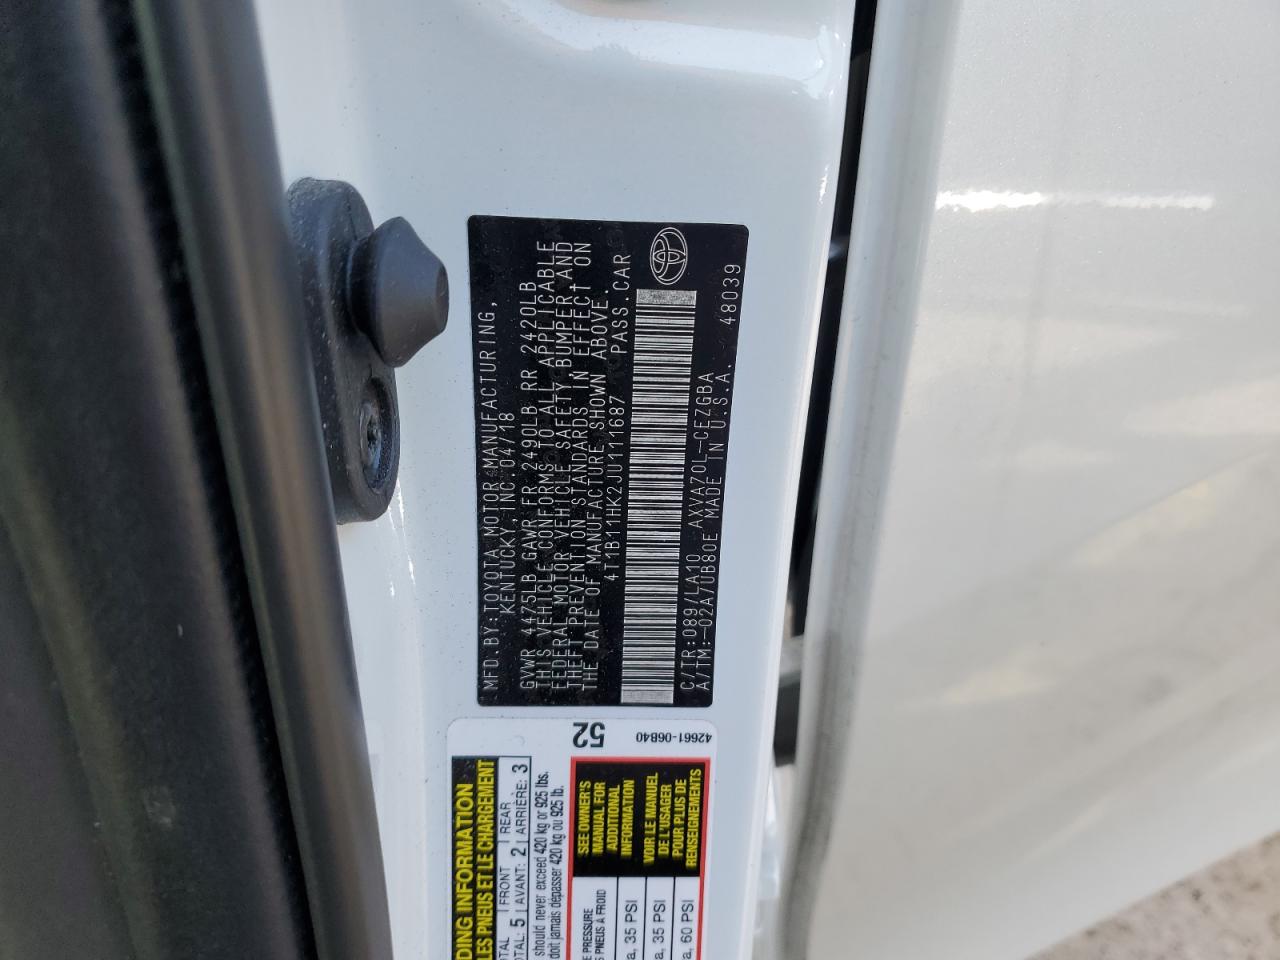 MFD.BY:TOYOTA MOTOR MANUFACTURING,
KENTUCKY,INC.04/18
GVWR 4475LB GAWR FR 2490LB RR 2420LB
THIS VEHICLE CONFORMS TO ALL APPLICABLE
FEDERAL MOTOR VEHICLE SAFETY,BUMPER,AND
THEFT PREVENTION STANDARDS IN EFFECT ON
THE DATE OF MANUFACTURE SHOWN ABOVE.
4T1B11HK2JU111687 PASS.CAR
C/TR:089/LA10 AXVA70L-CEZGBA
A/TM:-02A/UB80E MADE IN U.S.A. 48039
52
42661-06B40
DING INFORMATION
LES PNEUS ET LE CHARGEMENT
TAL FRONT REAR
TOTAL: 5 AVANT: 2 ARRIÈRE: 3
should never exceed 420 kg or 925 lbs.
doit jamais dépasser 420 kg ou 925 lb.
E PRESSURE
S PNEUS À FROID
a, 35 PSI
a, 35 PSI
a, 60 PSI
SEE OWNER'S
MANUAL FOR
ADDITIONAL
INFORMATION
VOIR LE MANUEL
DE L'USAGER
POUR PLUS DE
RENSEIGNEMENTS